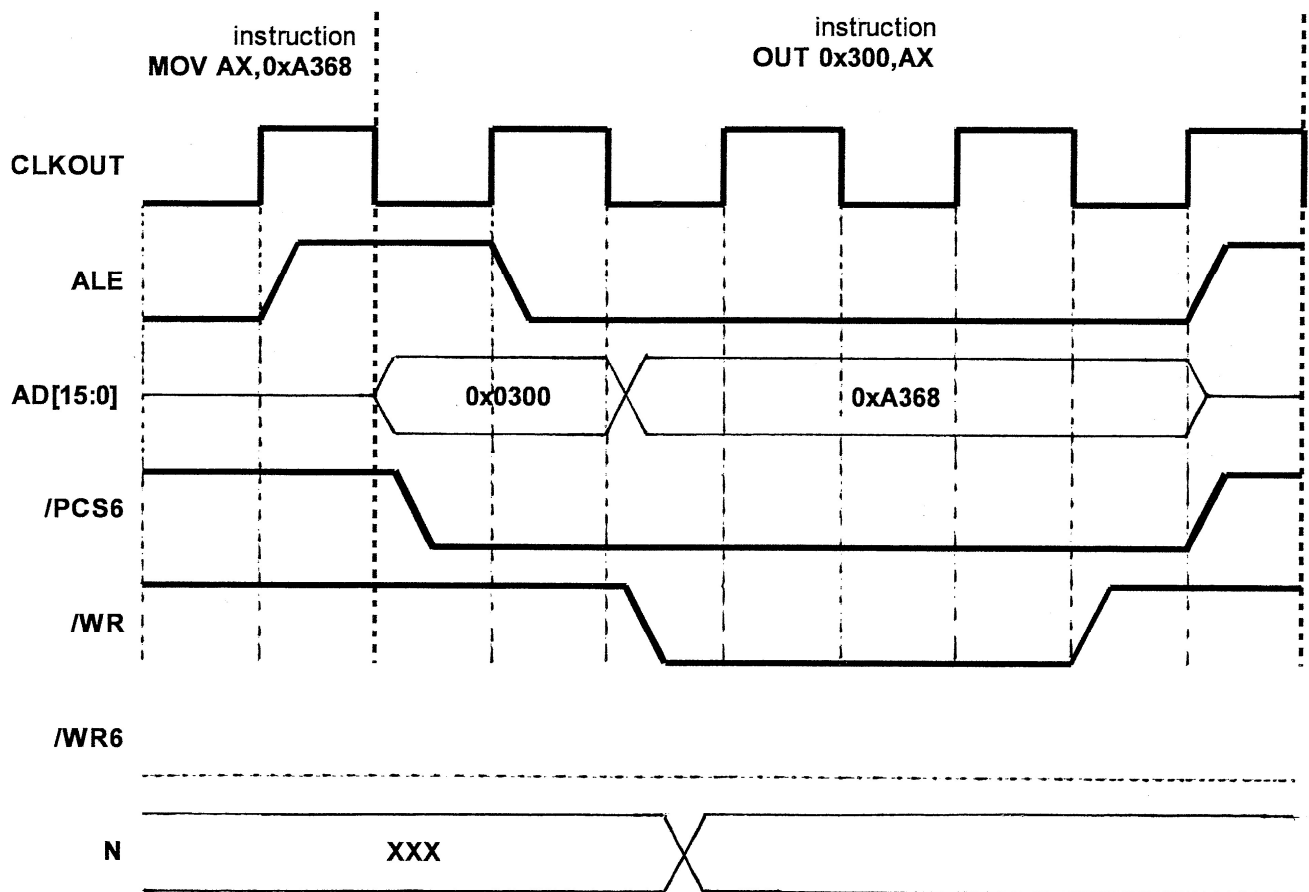 instruction
MOV AX,0xA368
instruction
OUT 0x300,AX
CLKOUT
ALE
AD[15:0]
0x0300
0xA368
/PCS6
/WR
/WR6
N
XXX